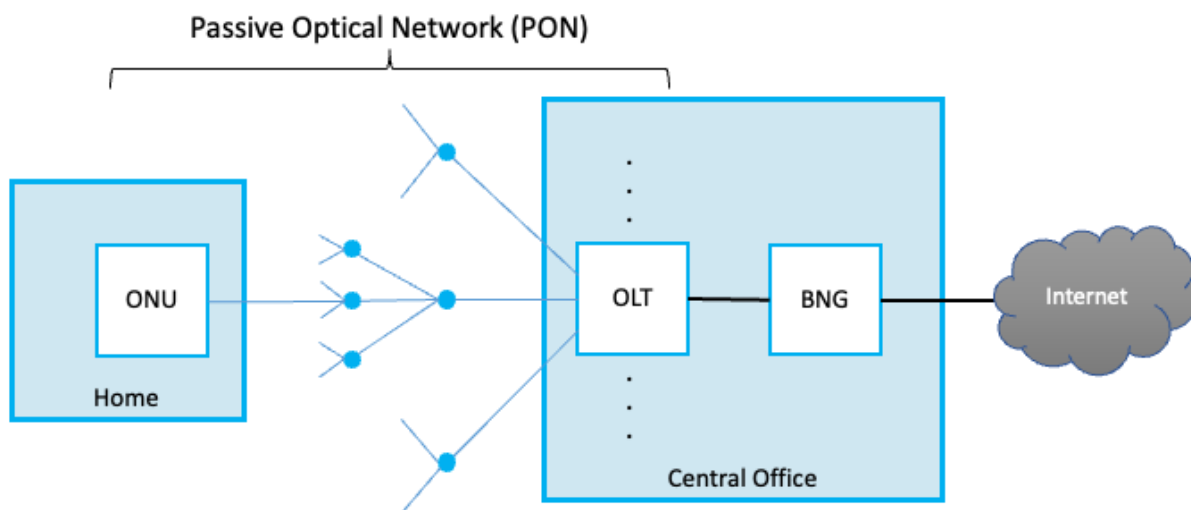 Passive Optical Network (PON)
ONU
Home
OLT
BNG
Central Office
Internet